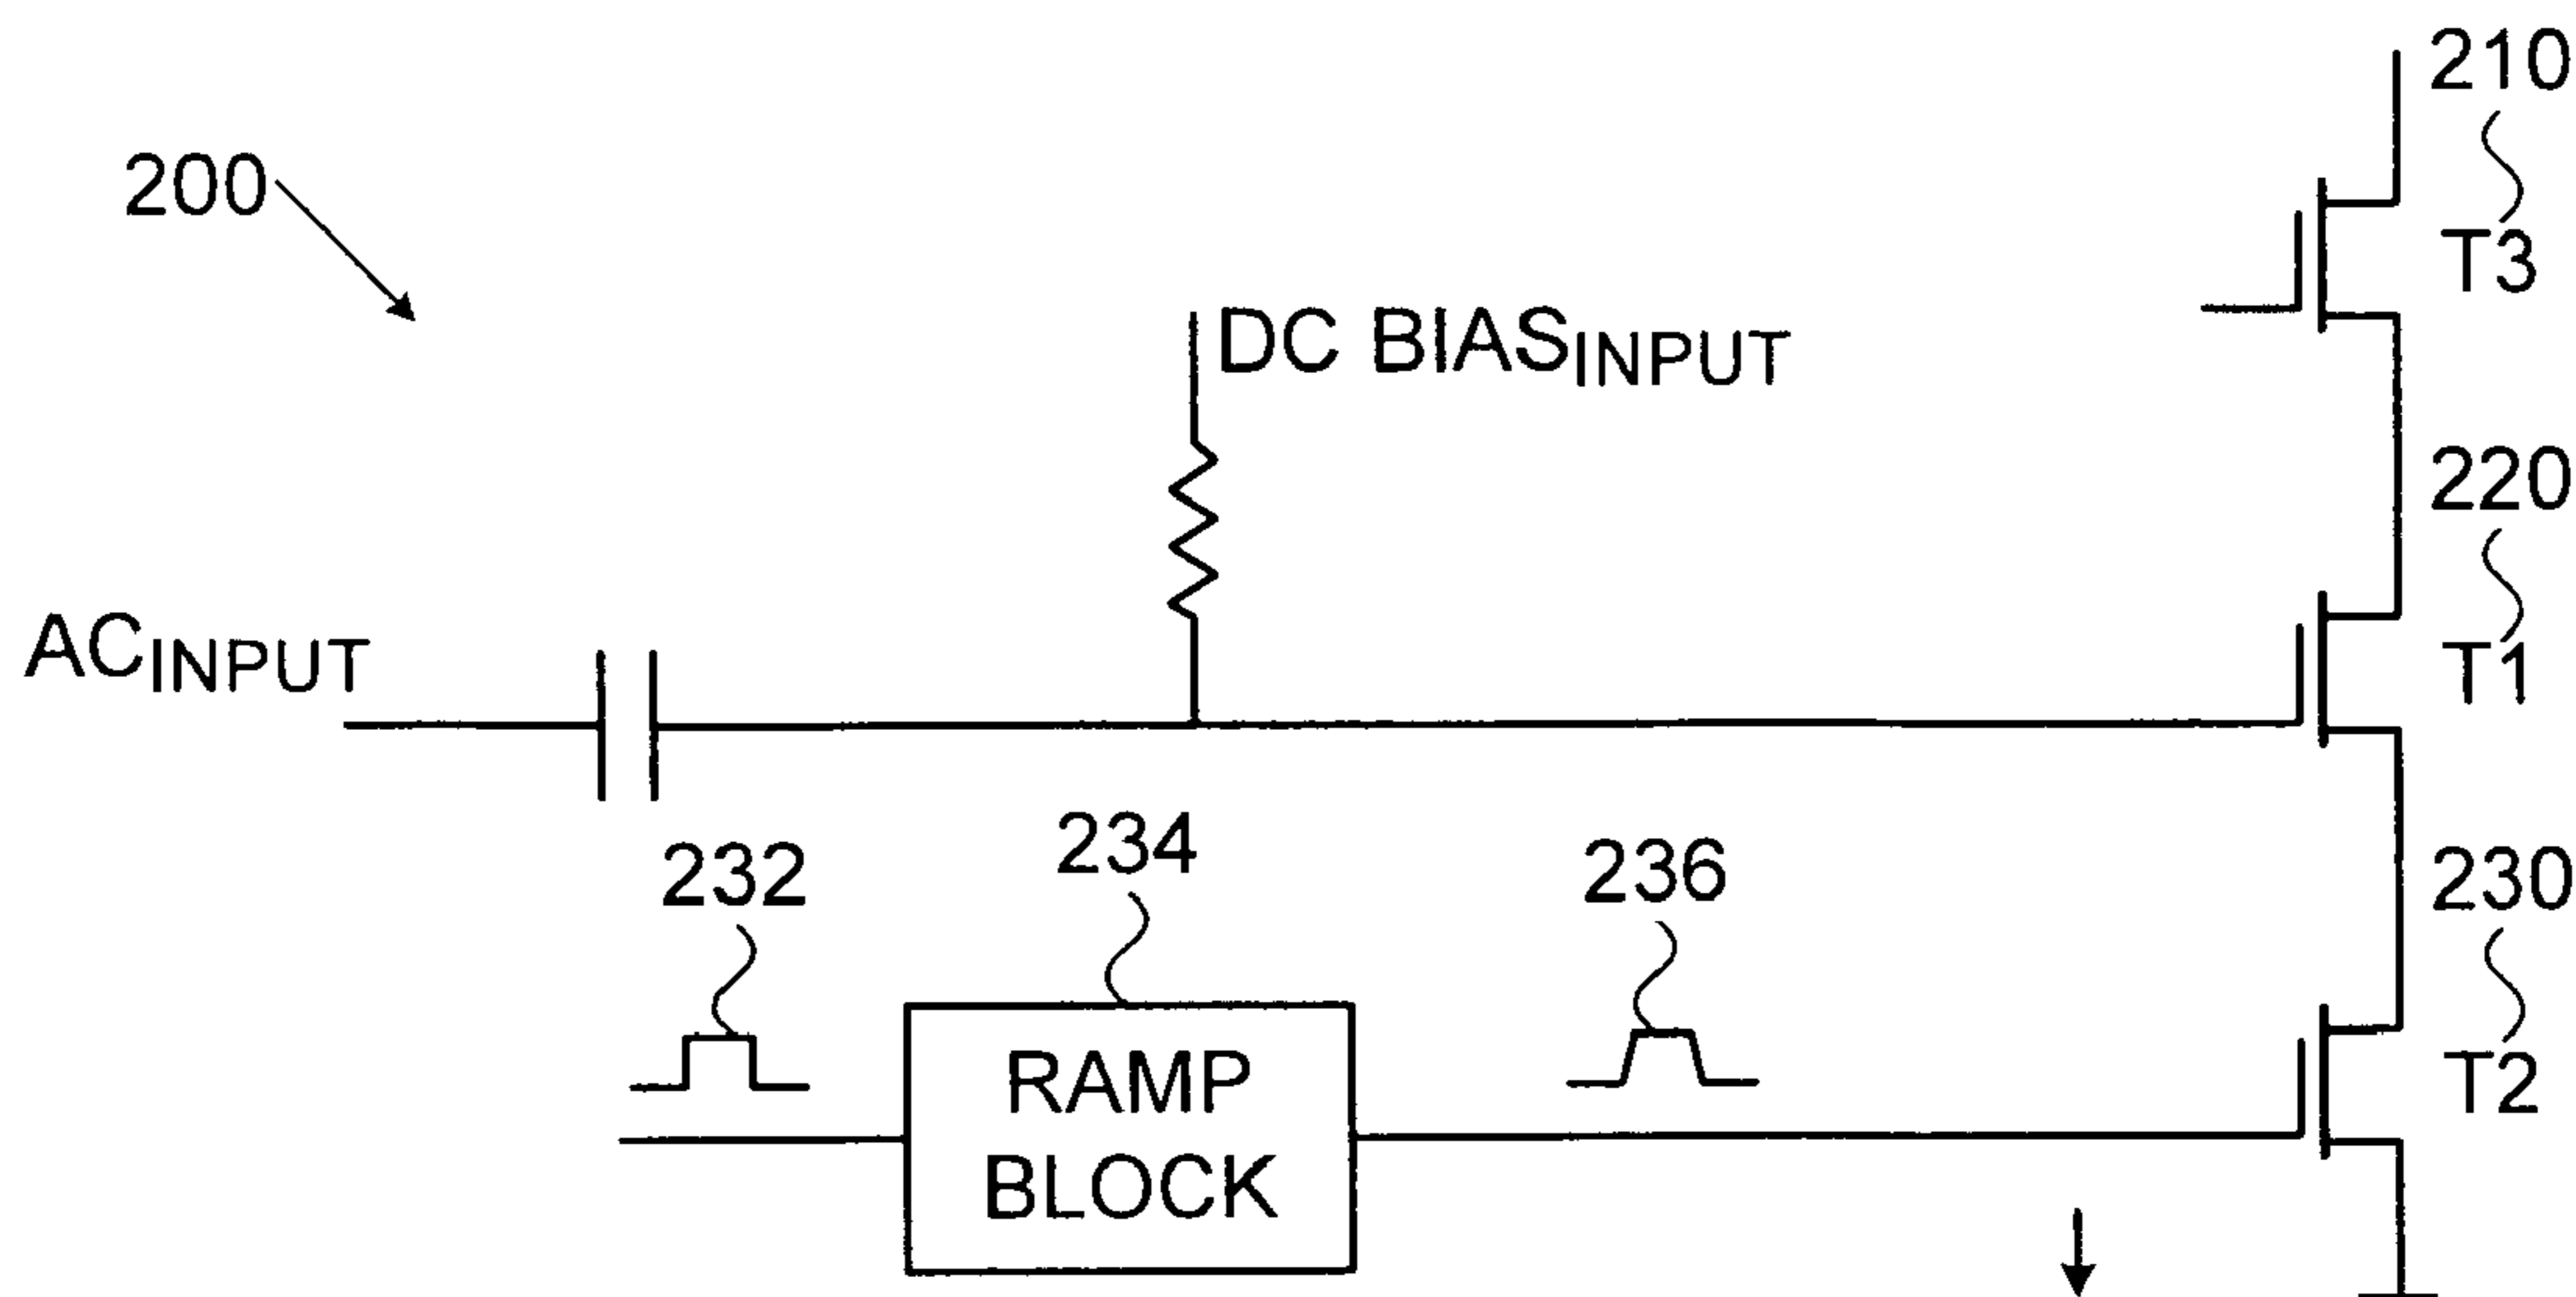 210
200
T3
DC BIASINPUT
220
ACINPUT
T1
232
234
236
230
RAMP
BLOCK
T2